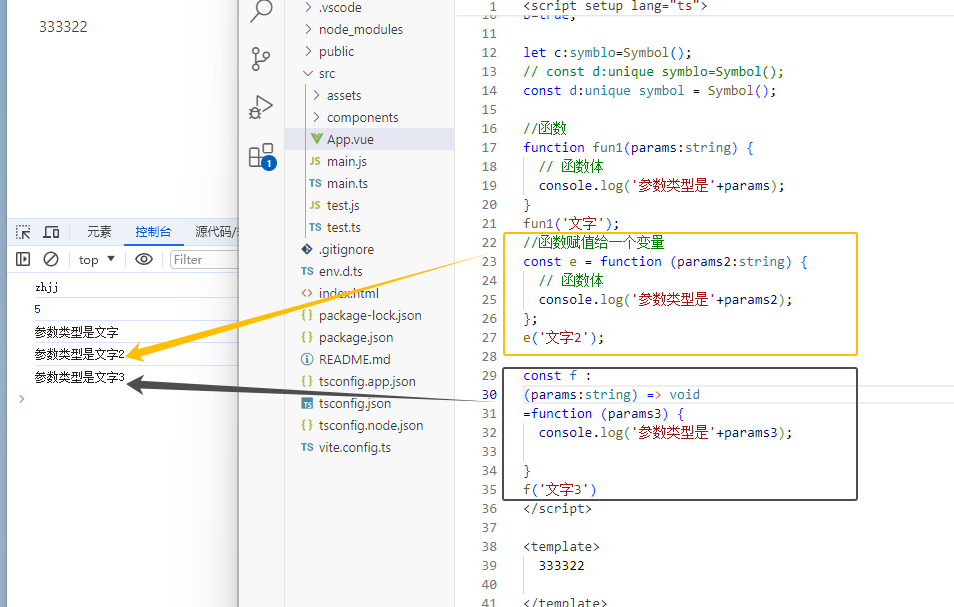 333322
元素
控制台
源代码/
top
Filter
zhjj
5
参数类型是文字
参数类型是文字2
参数类型是文字3
1
.vscode
node_modules
public
src
assets
components
App.vue
JS main.js
TS main.ts
JS test.js
TS test.ts
.gitignore
TS env.d.ts
<> index.html
{} package-lock.json
{} package.json
README.md
{} tsconfig.app.json
TS tsconfig.json
{} tsconfig.node.json
TS vite.config.ts
1 <script setup lang="ts">
10 b=true;
11
12 let c:symblo=Symbol();
13 // const d:unique symblo=Symbol();
14 const d:unique symbol = Symbol();
15
16 //函数
17 function fun1(params:string) {
18 // 函数体
19 console.log('参数类型是'+params);
20 }
21 fun1('文字');
22 //函数赋值给一个变量
23 const e = function (params2:string) {
24 // 函数体
25 console.log('参数类型是'+params2);
26 };
27 e('文字2');
28
29 const f :
30 (params:string) => void
31 =function (params3) {
32 console.log('参数类型是'+params3);
33
34 }
35 f('文字3')
36 </script>
37
38 <template>
39 333322
40
41 </template>